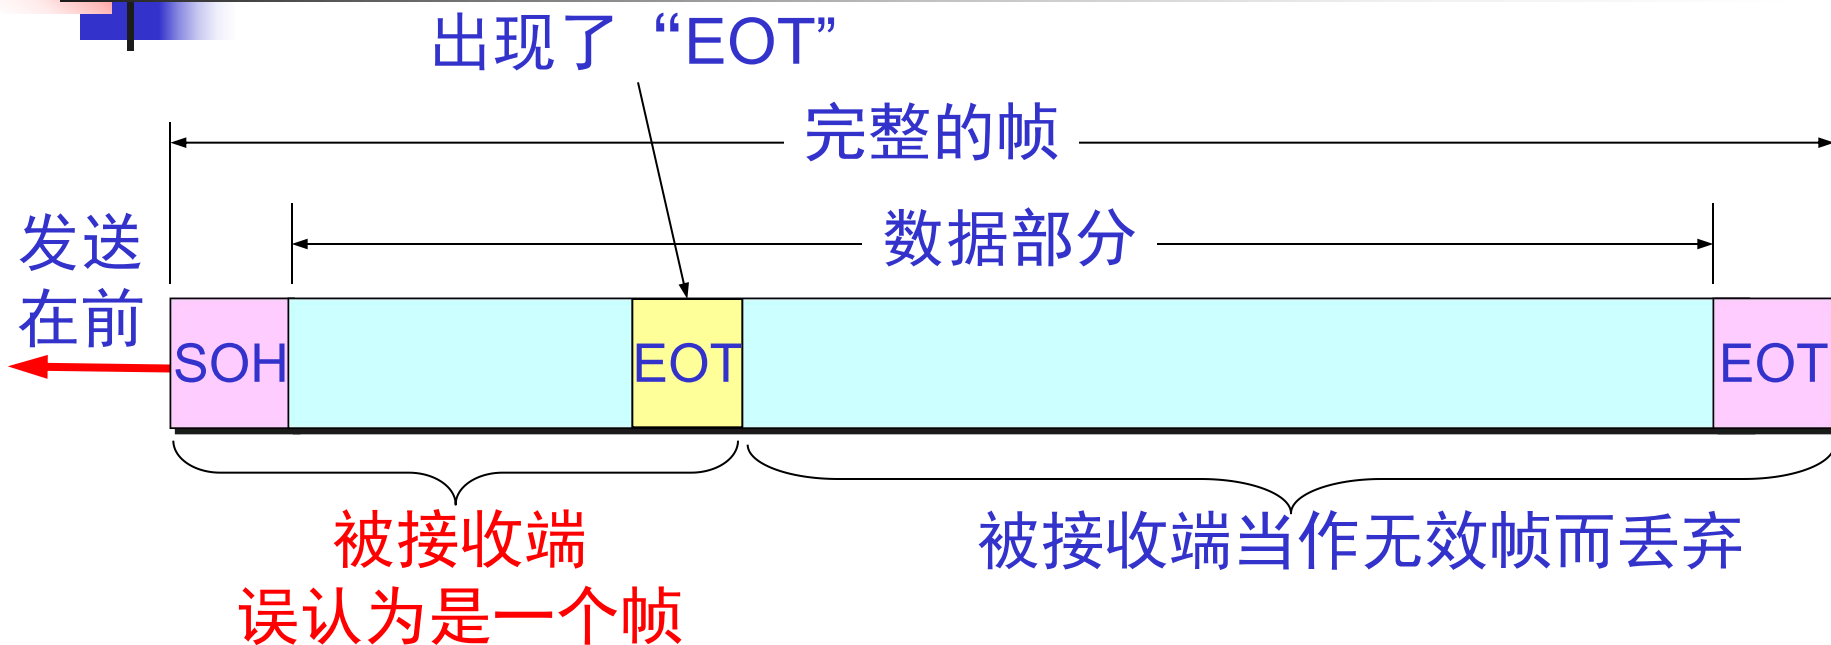 出现了“EOT”
完整的帧
数据部分
发送
在前
SOH
EOT
EOT
被接收端
误认为是一个帧
被接收端当作无效帧而丢弃